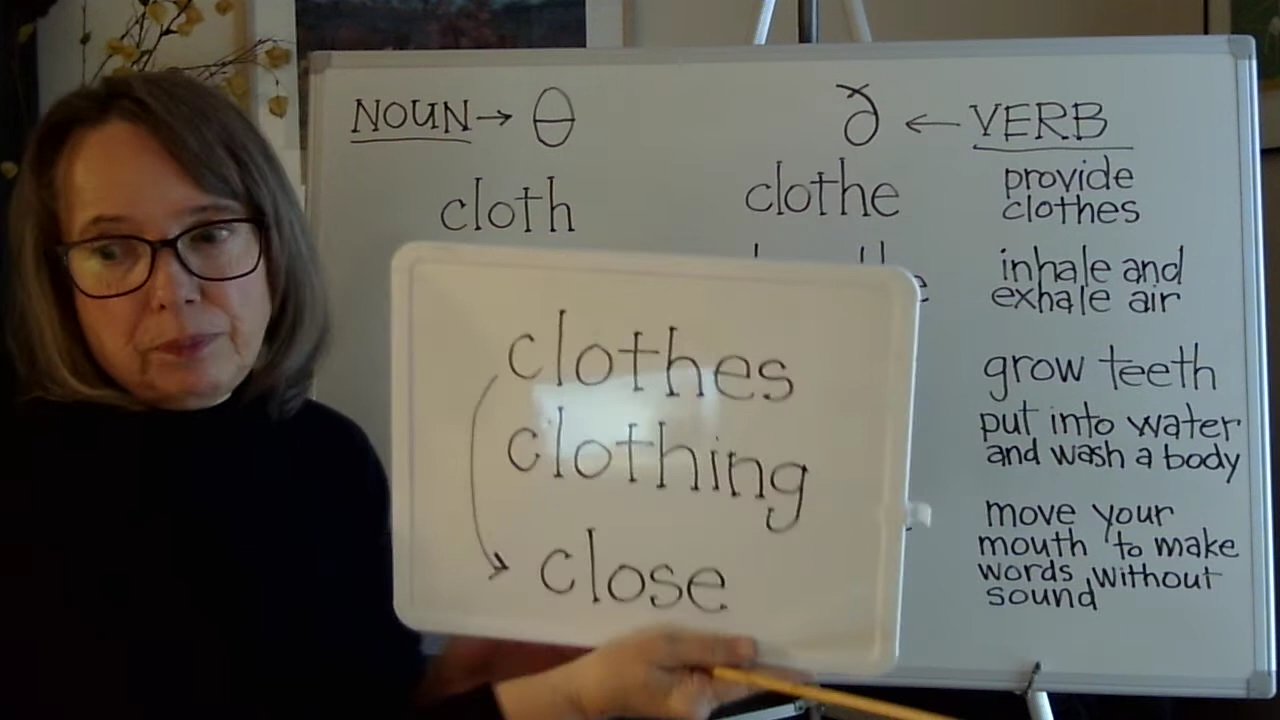 NOUN → θ
cloth
ð ← VERB
clothe
provide
clothes
inhale and
exhale air
grow teeth
put into water
and wash a body
move your
mouth to make
words without
sound
clothes
clothing
close